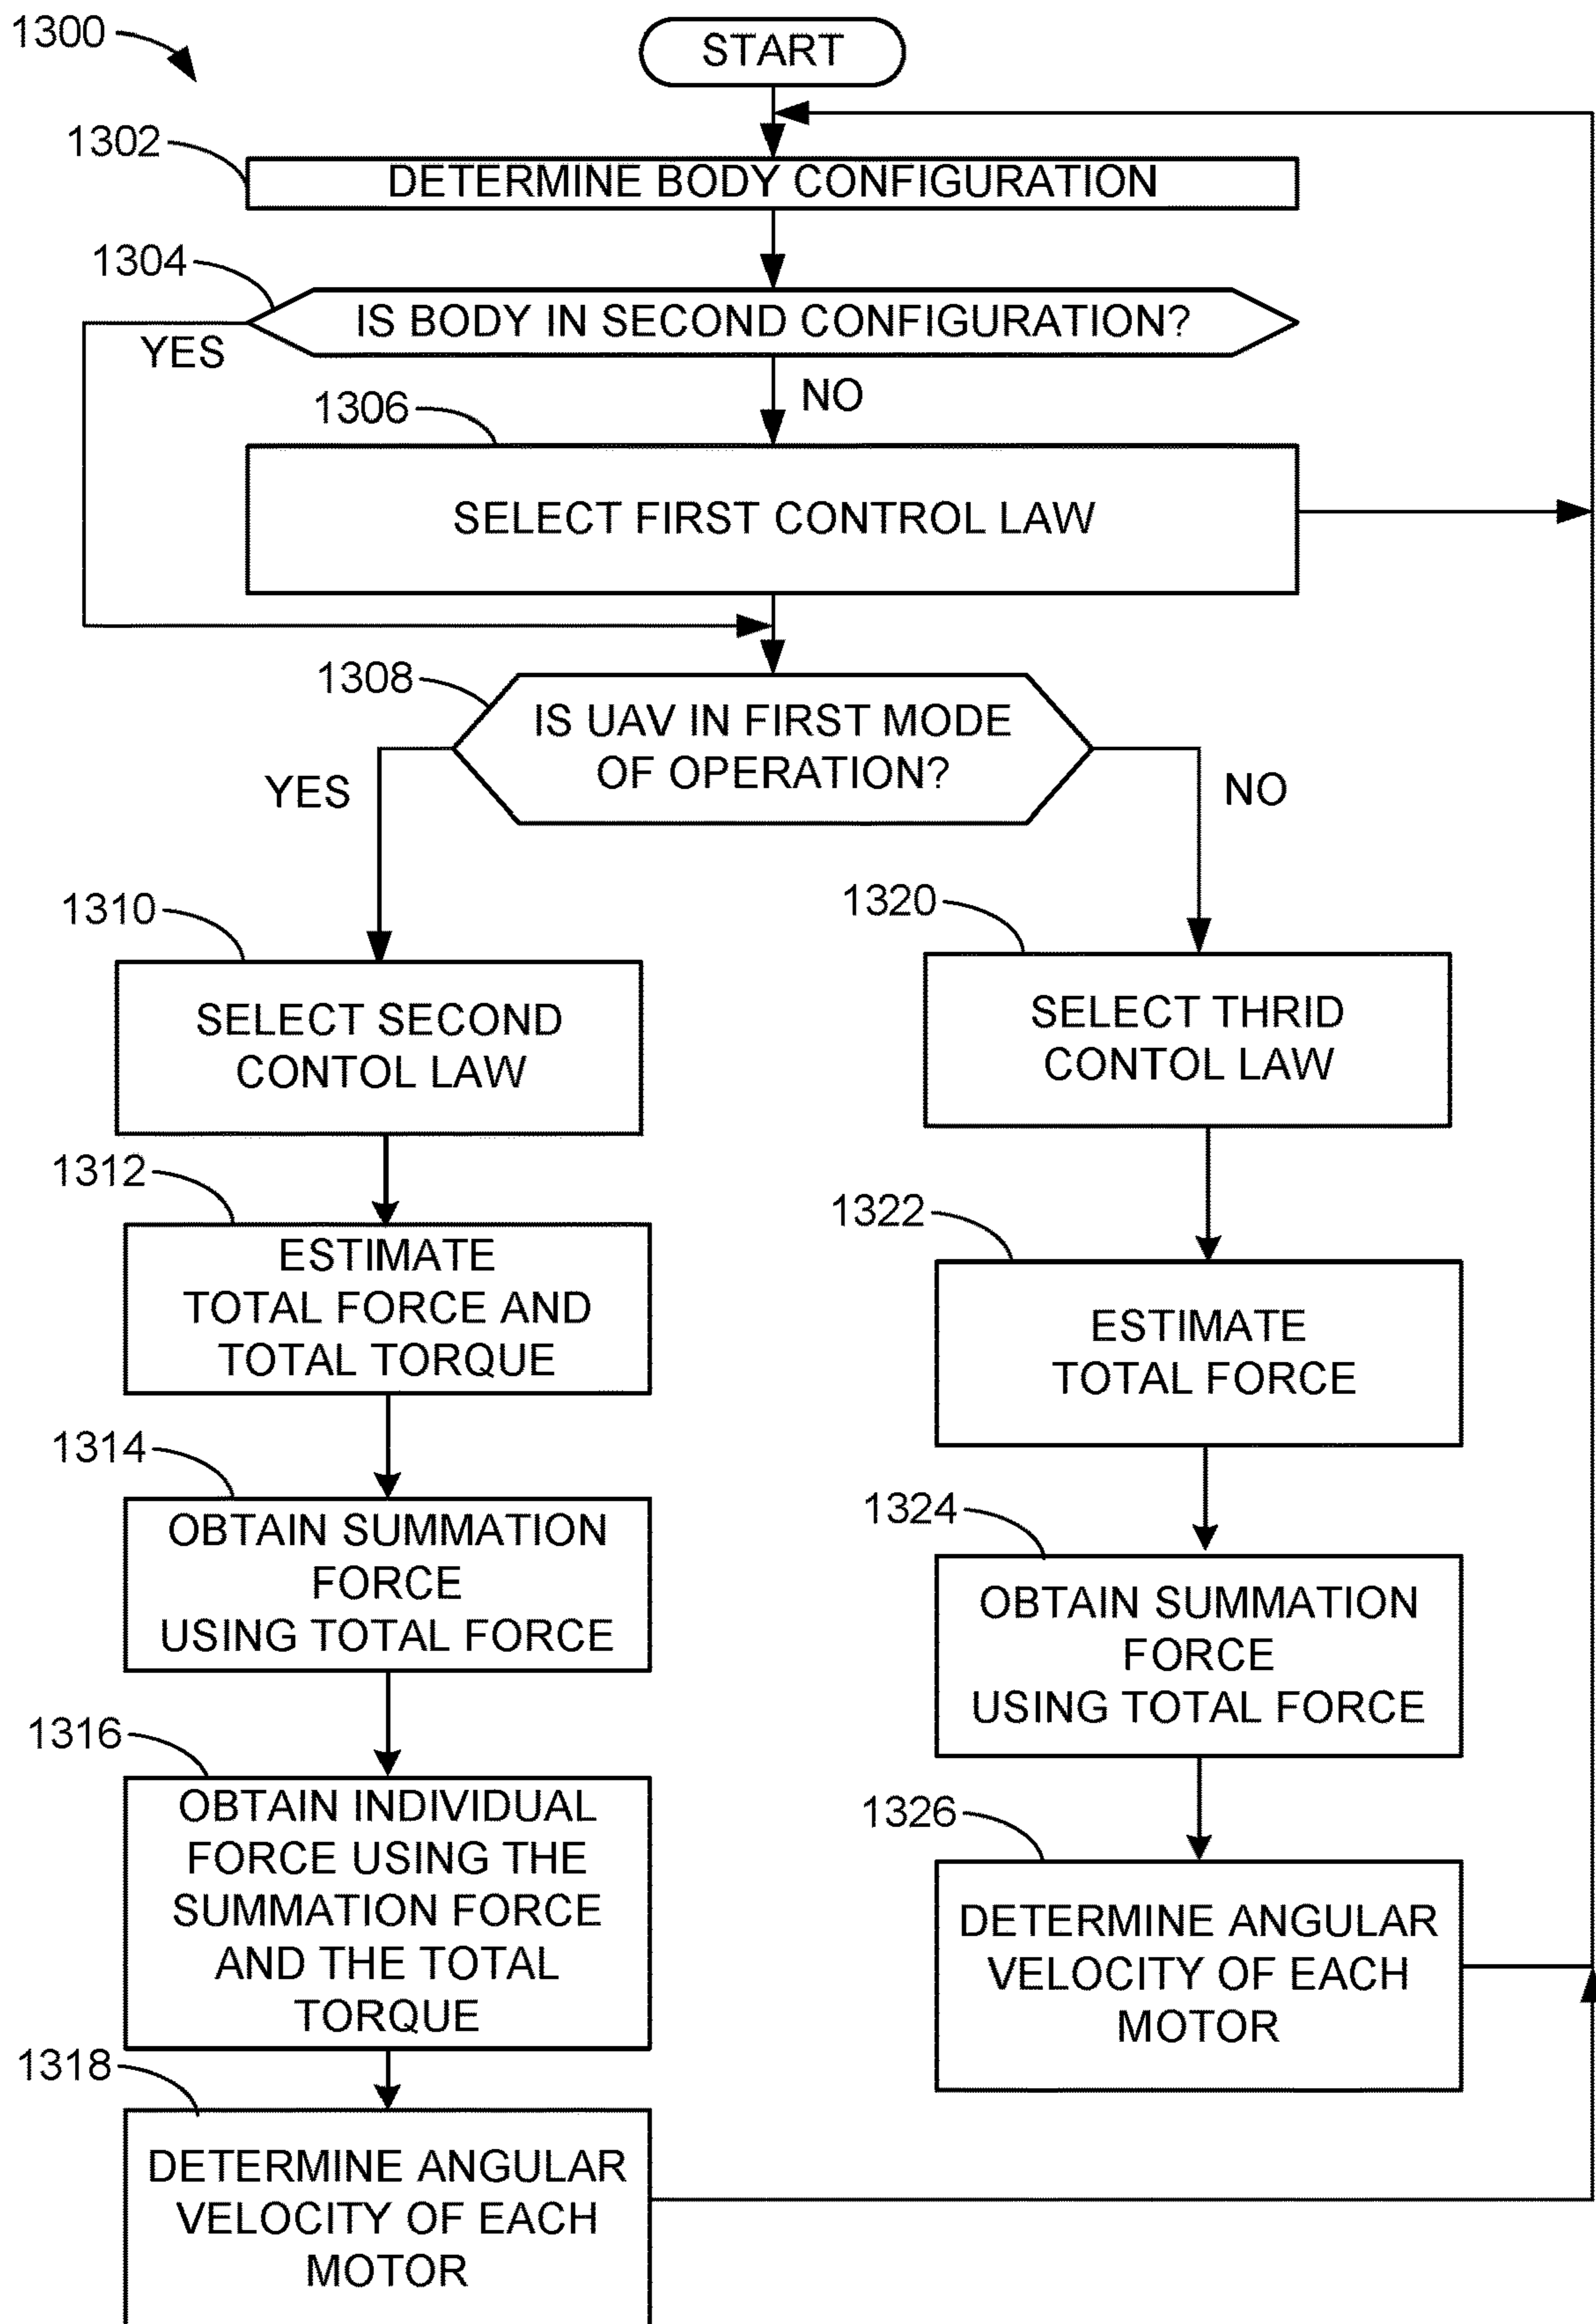 1300
START
1302
DETERMINE BODY CONFIGURATION
1304
IS BODY IN SECOND CONFIGURATION?
YES
NO
1306
SELECT FIRST CONTROL LAW
1308
IS UAV IN FIRST MODE
OF OPERATION?
YES
NO
1310
SELECT SECOND
CONTOL LAW
1312
ESTIMATE
TOTAL FORCE AND
TOTAL TORQUE
1314
OBTAIN SUMMATION
FORCE
USING TOTAL FORCE
1316
OBTAIN INDIVIDUAL
FORCE USING THE
SUMMATION FORCE
AND THE TOTAL
TORQUE
1318
DETERMINE ANGULAR
VELOCITY OF EACH
MOTOR
1320
SELECT THRID
CONTOL LAW
1322
ESTIMATE
TOTAL FORCE
1324
OBTAIN SUMMATION
FORCE
USING TOTAL FORCE
1326
DETERMINE ANGULAR
VELOCITY OF EACH
MOTOR